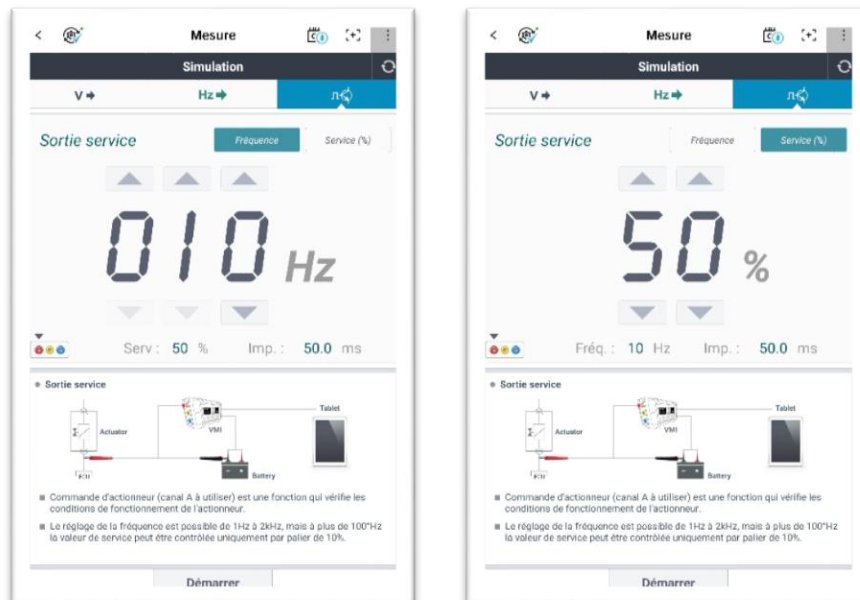 Mesure
Simulation
V
Hz
Sortie service
Fréquence
Service (%)
010 Hz
Serv : 50 % Imp. : 50.0 ms
Sortie service
Actuator
ECU
VMI
Battery
Tablet
Commande d'actionneur (canal A à utiliser) est une fonction qui vérifie les
conditions de fonctionnement de l'actionneur.
Le réglage de la fréquence est possible de 1Hz à 2kHz, mais à plus de 100"Hz
la valeur de service peut être contrôlée uniquement par palier de 10%.
Démarrer
Mesure
Simulation
V
Hz
Sortie service
Fréquence
Service (%)
50 %
Fréq. : 10 Hz Imp. : 50.0 ms
Sortie service
Actuator
ECU
VMI
Battery
Tablet
Commande d'actionneur (canal A à utiliser) est une fonction qui vérifie les
conditions de fonctionnement de l'actionneur.
Le réglage de la fréquence est possible de 1Hz à 2kHz, mais à plus de 100"Hz
la valeur de service peut être contrôlée uniquement par palier de 10%.
Démarrer